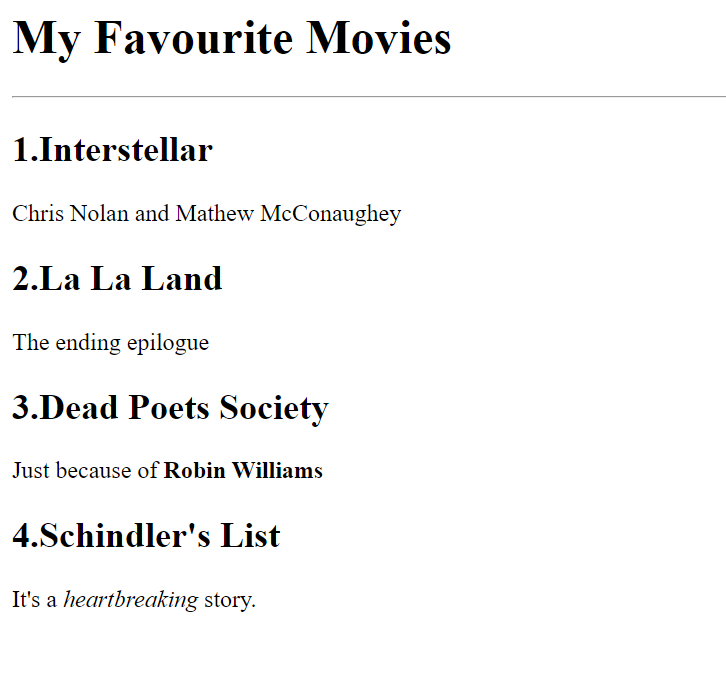 My Favourite Movies
1.Interstellar
Chris Nolan and Mathew McConaughey
2.La La Land
The ending epilogue
3.Dead Poets Society
Just because of Robin Williams
4.Schindler's List
It's a heartbreaking story.